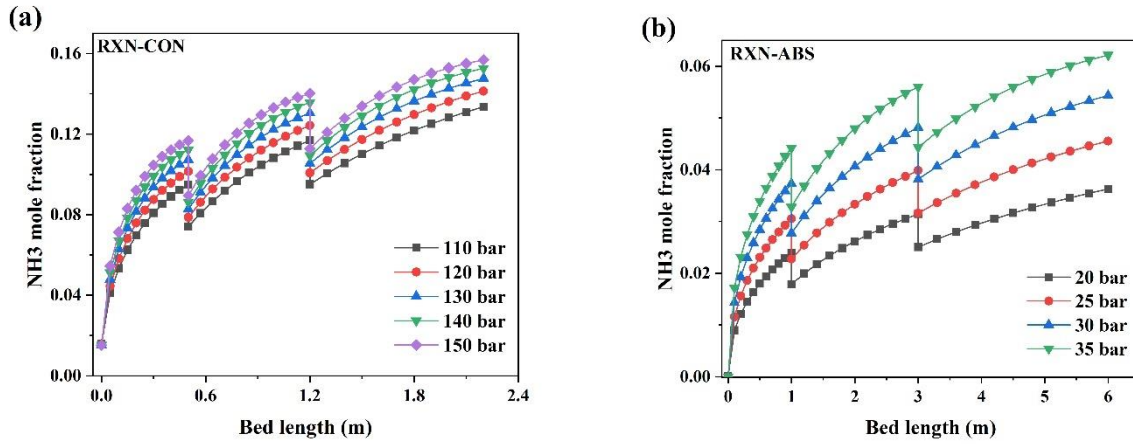 (a)
RXN-CON
NH3 mole fraction
0.16
0.12
0.08
0.04
0.00
110 bar
120 bar
130 bar
140 bar
150 bar
0.0 0.6 1.2 1.8 2.4
Bed length (m)
(b)
RXN-ABS
NH3 mole fraction
0.06
0.04
0.02
0.00
20 bar
25 bar
30 bar
35 bar
0 1 2 3 4 5 6
Bed length (m)